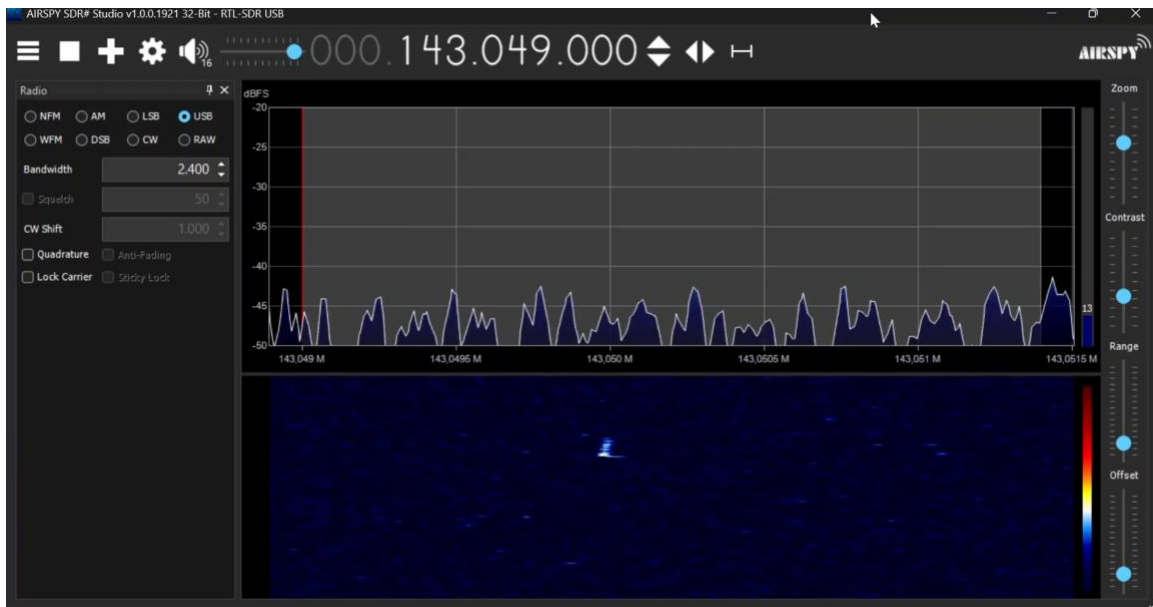 AIRSPY SDR# Studio v1.0.0.1921 32-Bit - RTL-SDR USB
16
000.143.049.000
AIRSPY
Radio
NFM AM LSB USB
WFM DSB CW RAW
Bandwidth 2.400
Squelch 50
CW Shift 1.000
Quadrature Anti-Fading
Lock Carrier Sticky Lock
dBFS
-20
-25
-30
-35
-40
-45
-50
13
143,049 M 143,0495 M 143,050 M 143,0505 M 143,051 M 143,0515 M
Zoom
Contrast
Range
Offset